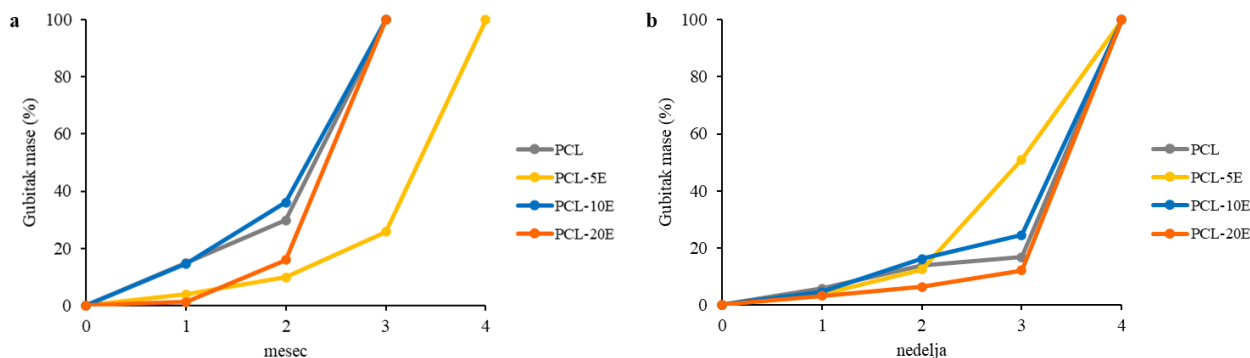 a
Gubitak mase (%)
100
80
60
40
20
0
0 1 2 3 4
mesec
PCL
PCL-5E
PCL-10E
PCL-20E
b
Gubitak mase (%)
100
80
60
40
20
0
0 1 2 3 4
nedelja
PCL
PCL-5E
PCL-10E
PCL-20E